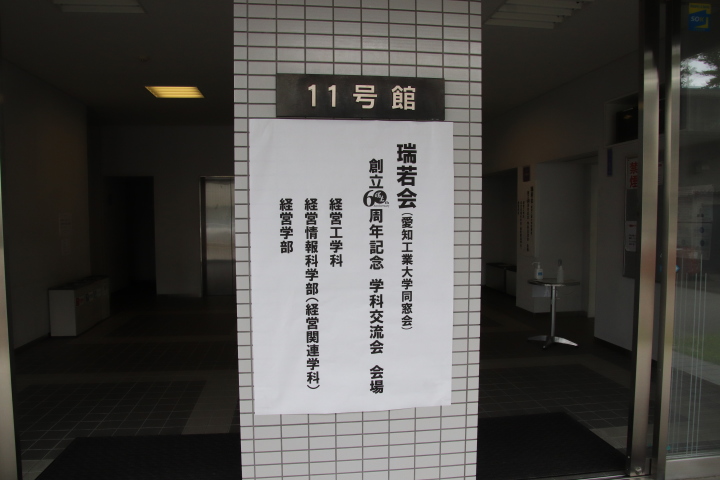 11号館
瑞若会(愛知工業大学同窓会)
創立60周年記念 学科交流会 会場
経営工学科
経営情報科学部(経営関連学科)
経営学部